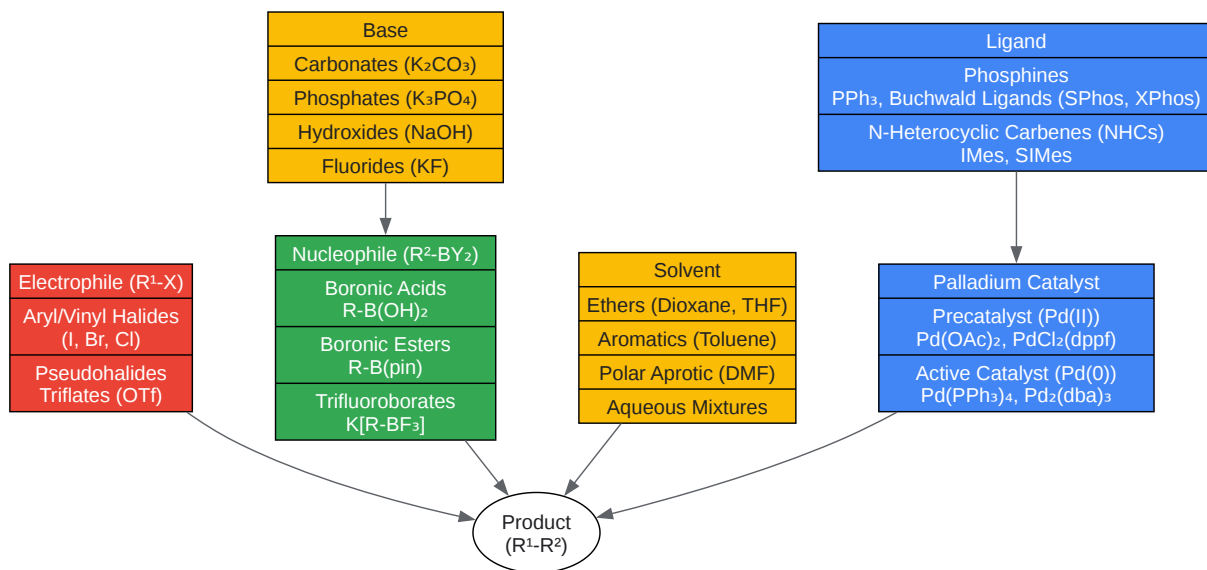 Base
Carbonates (K₂CO₃)
Phosphates (K₃PO₄)
Hydroxides (NaOH)
Fluorides (KF)
Ligand
Phosphines
PPh₃, Buchwald Ligands (SPhos, XPhos)
N-Heterocyclic Carbenes (NHCs)
IMes, SIMes
Electrophile (R¹-X)
Aryl/Vinyl Halides
(I, Br, Cl)
Pseudohalides
Triflates (OTf)
Nucleophile (R²-BY₂)
Boronic Acids
R-B(OH)₂
Boronic Esters
R-B(pin)
Trifluoroborates
K[R-BF₃]
Solvent
Ethers (Dioxane, THF)
Aromatics (Toluene)
Polar Aprotic (DMF)
Aqueous Mixtures
Palladium Catalyst
Precatalyst (Pd(II))
Pd(OAc)₂, PdCl₂(dppf)
Active Catalyst (Pd(0))
Pd(PPh₃)₄, Pd₂(dba)₃
Product
(R¹-R²)